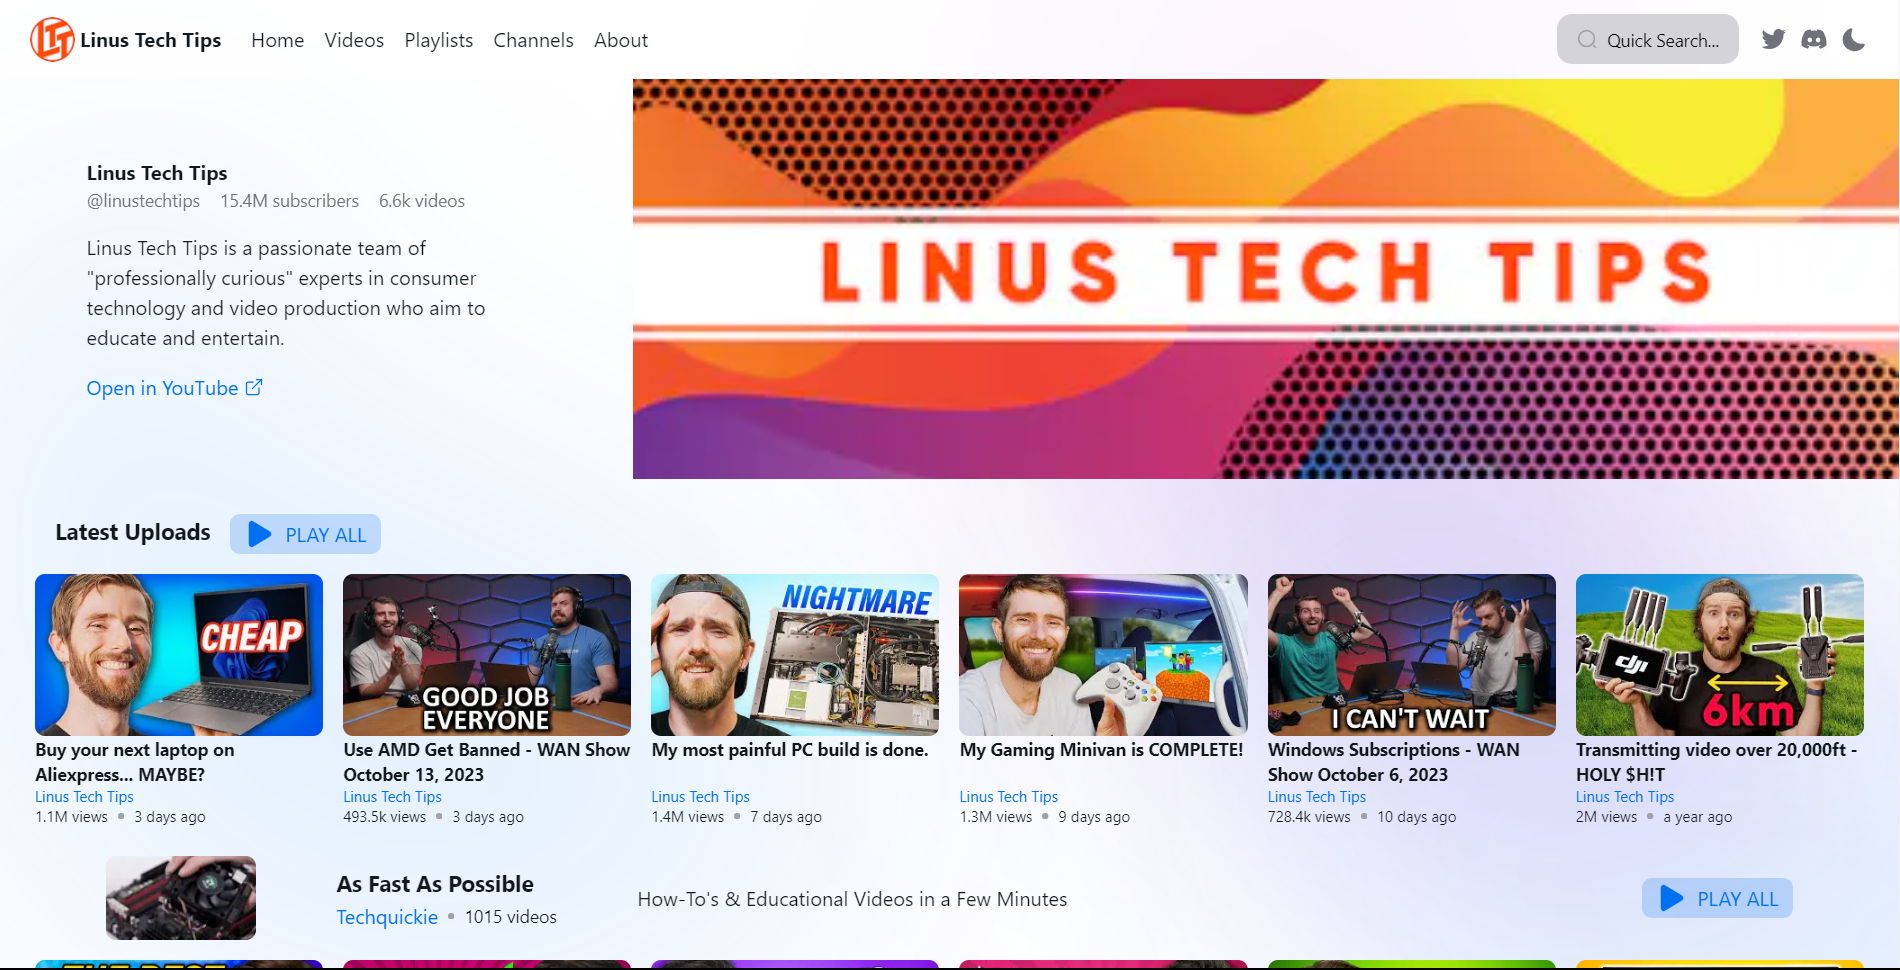 LTT Linus Tech Tips Home Videos Playlists Channels About Quick Search...
Linus Tech Tips
@linustechtips 15.4M subscribers 6.6k videos
Linus Tech Tips is a passionate team of
"professionally curious" experts in consumer
technology and video production who aim to
educate and entertain.
Open in YouTube
LINUS TECH TIPS
Latest Uploads PLAY ALL
CHEAP
Buy your next laptop on
Aliexpress... MAYBE?
Linus Tech Tips
1.1M views • 3 days ago
GOOD JOB
EVERYONE
Use AMD Get Banned - WAN Show
October 13, 2023
Linus Tech Tips
493.5k views • 3 days ago
NIGHTMARE
My most painful PC build is done.
Linus Tech Tips
1.4M views • 7 days ago
My Gaming Minivan is COMPLETE!
Linus Tech Tips
1.3M views • 9 days ago
I CAN'T WAIT
Windows Subscriptions - WAN
Show October 6, 2023
Linus Tech Tips
728.4k views • 10 days ago
dji
6km
Transmitting video over 20,000ft -
HOLY $H!T
Linus Tech Tips
2M views • a year ago
As Fast As Possible
Techquickie • 1015 videos
How-To's & Educational Videos in a Few Minutes
PLAY ALL
THE BEST